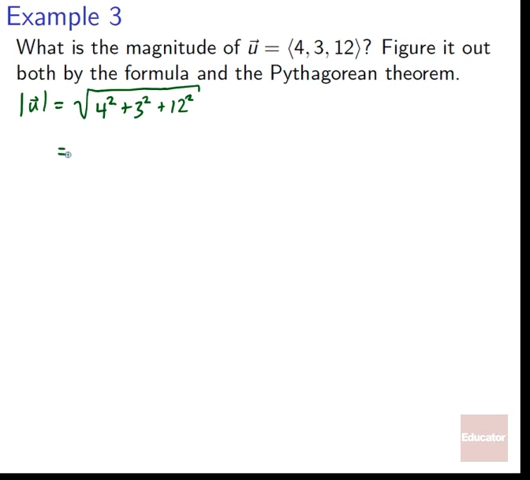 Example 3
What is the magnitude of u⃗ = ⟨4, 3, 12⟩? Figure it out
both by the formula and the Pythagorean theorem.
|u⃗| = √(4² + 3² + 12²)
=
Educator